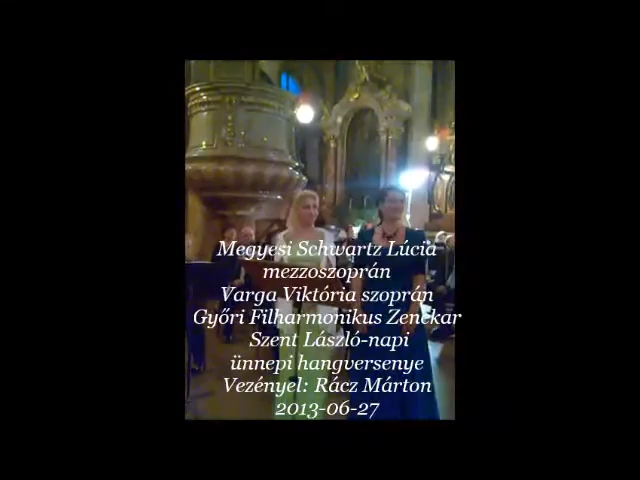 Megyesi Schwartz Lúcia
mezzoszoprán
Varga Viktória szoprán
Győri Filharmonikus Zenekar
Szent László-napi
ünnepi hangversenye
Vezényel: Rácz Márton
2013-06-27